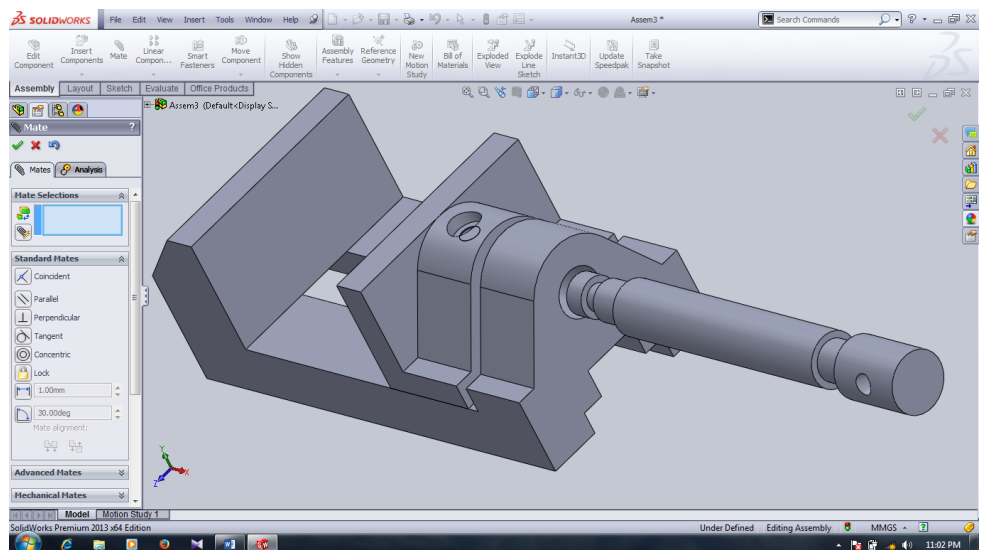 SOLIDWORKS File Edit View Insert Tools Window Help Assem3 * Search Commands
Edit Component
Insert Components
Mate
Linear Compon...
Smart Fasteners
Move Component
Show Hidden Components
Assembly Features
Reference Geometry
New Motion Study
Bill of Materials
Exploded View
Explode Line Sketch
Instant3D
Update Speedpak
Take Snapshot
Assembly Layout Sketch Evaluate Office Products
Assem3 (Default<Display S...
Mate ?
Mates Analysis
Mate Selections
Standard Mates
Coincident
Parallel
Perpendicular
Tangent
Concentric
Lock
1.00mm
30.00deg
Mate alignment:
Advanced Mates
Mechanical Mates
Y
X
Z
Model Motion Study 1
SolidWorks Premium 2013 x64 Edition Under Defined Editing Assembly MMGS
11:02 PM